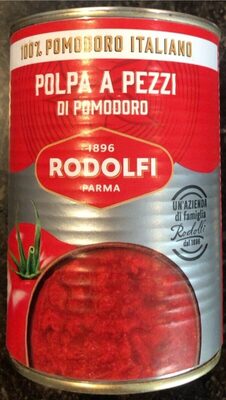 100% POMODORO ITALIANO
POLPA A PEZZI
DI POMODORO
1896
RODOLFI
PARMA
UN'AZIENDA
di famiglia
Rodolfi
dal 1896